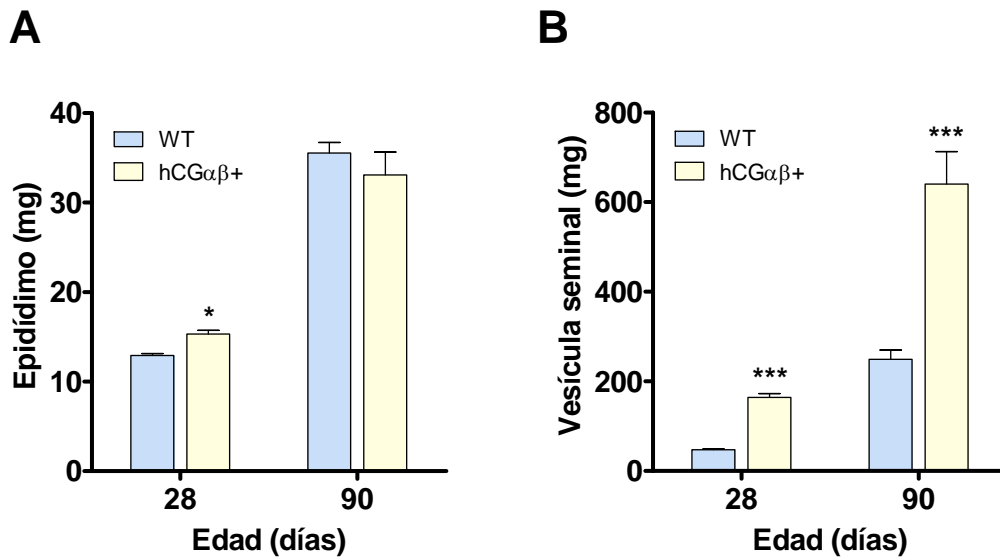 A
40
30
20
10
0
Epidídimo (mg)
WT
hCGαβ+
*
28
90
Edad (días)
B
800
600
400
200
0
Vesícula seminal (mg)
WT
hCGαβ+
***
***
28
90
Edad (días)